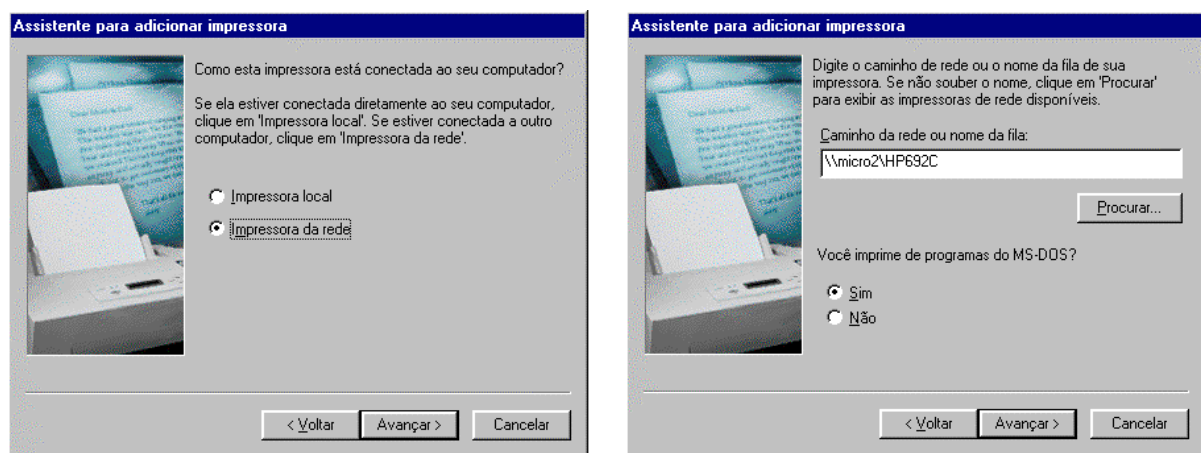 Assistente para adicionar impressora
Como esta impressora está conectada ao seu computador?
Se ela estiver conectada diretamente ao seu computador,
clique em 'Impressora local'. Se estiver conectada a outro
computador, clique em 'Impressora da rede'.
Impressora local
Impressora da rede
< Voltar
Avançar >
Cancelar
Assistente para adicionar impressora
Digite o caminho de rede ou o nome da fila de sua
impressora. Se não souber o nome, clique em 'Procurar'
para exibir as impressoras de rede disponíveis.
Caminho da rede ou nome da fila:
\\micro2\HP692C
Procurar...
Você imprime de programas do MS-DOS?
Sim
Não
< Voltar
Avançar >
Cancelar